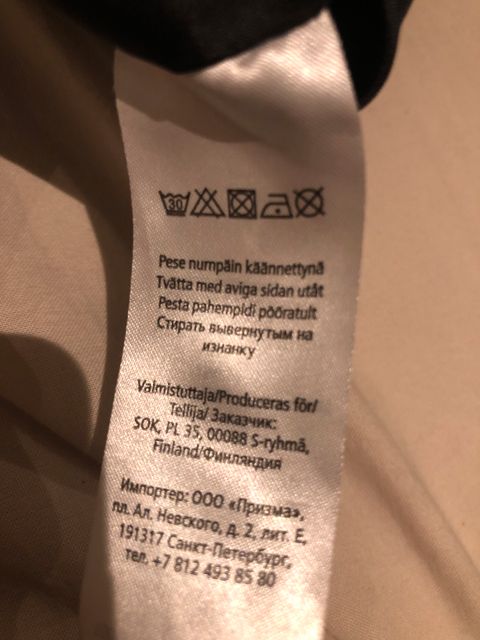 30
Pese nurnpäin käännettynä
Tvätta med aviga sidan utåt
Pesta pahempidi pööratult
Стирать вывернутым на
изнанку
Valmistuttaja/Produceras för/
Tellija/ Заказчик:
SOK, PL 35, 00088 S-ryhmä,
Finland/Финляндия
Импортер: ООО «Призма»,
пл. Ал. Невского, д. 2, лит. Е,
191317 Санкт-Петербург,
тел. +7 812 493 85 80